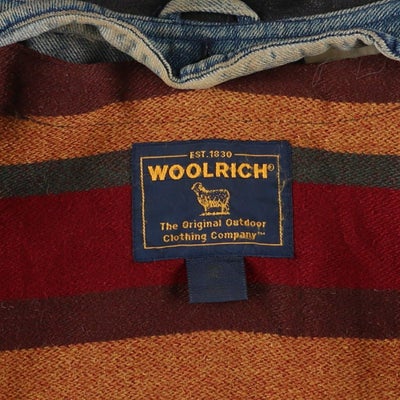 EST. 1830
WOOLRICH®
The Original Outdoor
Clothing Company™